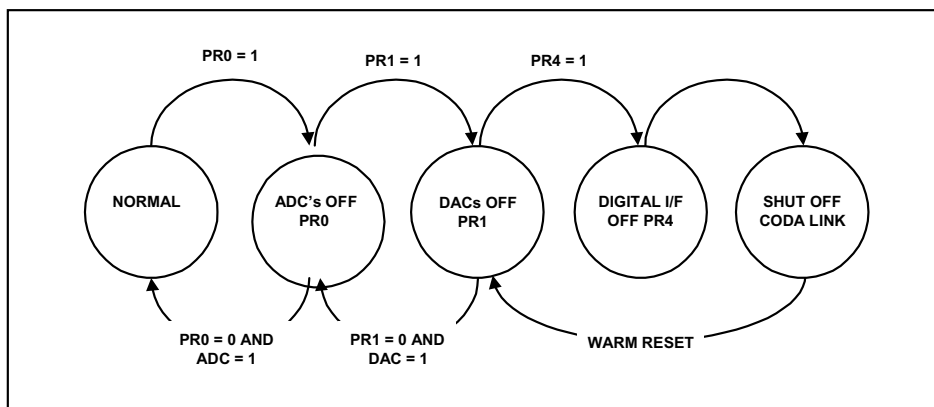 PR0 = 1
PR1 = 1
PR4 = 1
NORMAL
ADC's OFF
PR0
DACs OFF
PR1
DIGITAL I/F
OFF PR4
SHUT OFF
CODA LINK
PR0 = 0 AND
ADC = 1
PR1 = 0 AND
DAC = 1
WARM RESET